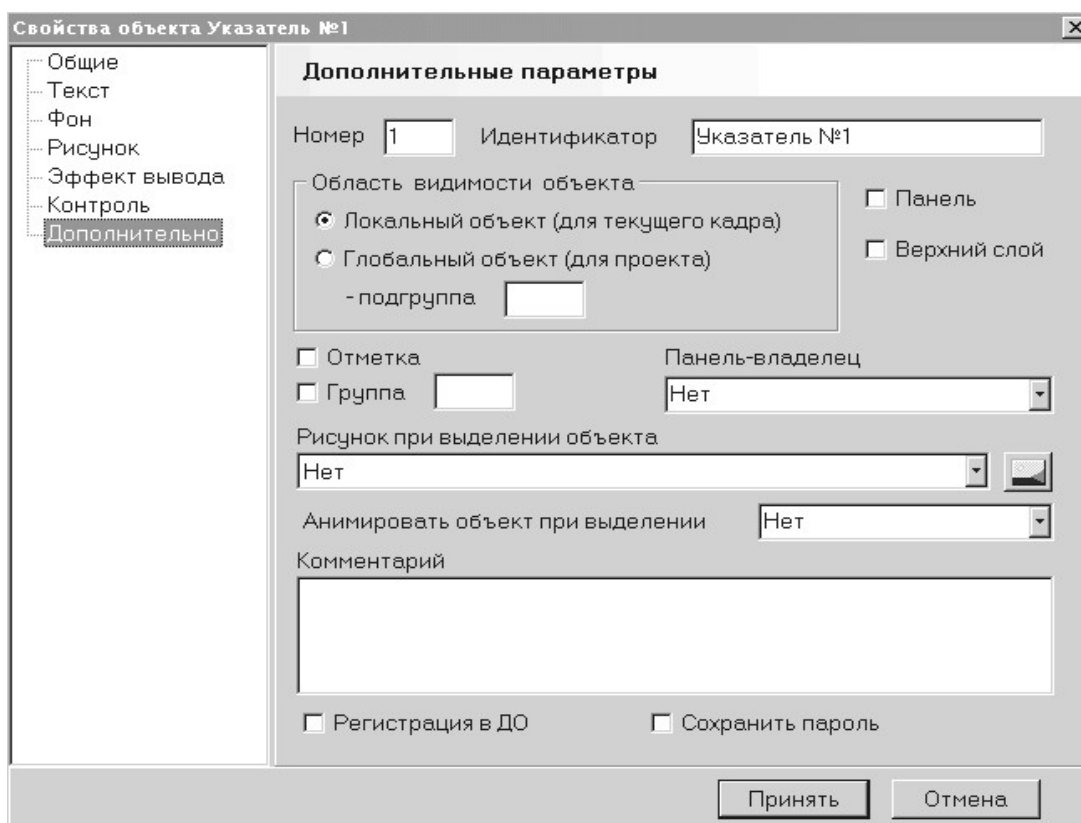 Свойства объекта Указатель №1
Общие
Текст
Фон
Рисунок
Эффект вывода
Контроль
Дополнительно
Дополнительные параметры
Номер 1 Идентификатор Указатель №1
Область видимости объекта
Локальный объект (для текущего кадра)
Глобальный объект (для проекта)
- подгруппа
Панель
Верхний слой
Отметка
Группа
Панель-владелец
Нет
Рисунок при выделении объекта
Нет
Анимировать объект при выделении Нет
Комментарий
Регистрация в ДО Сохранить пароль
Принять Отмена